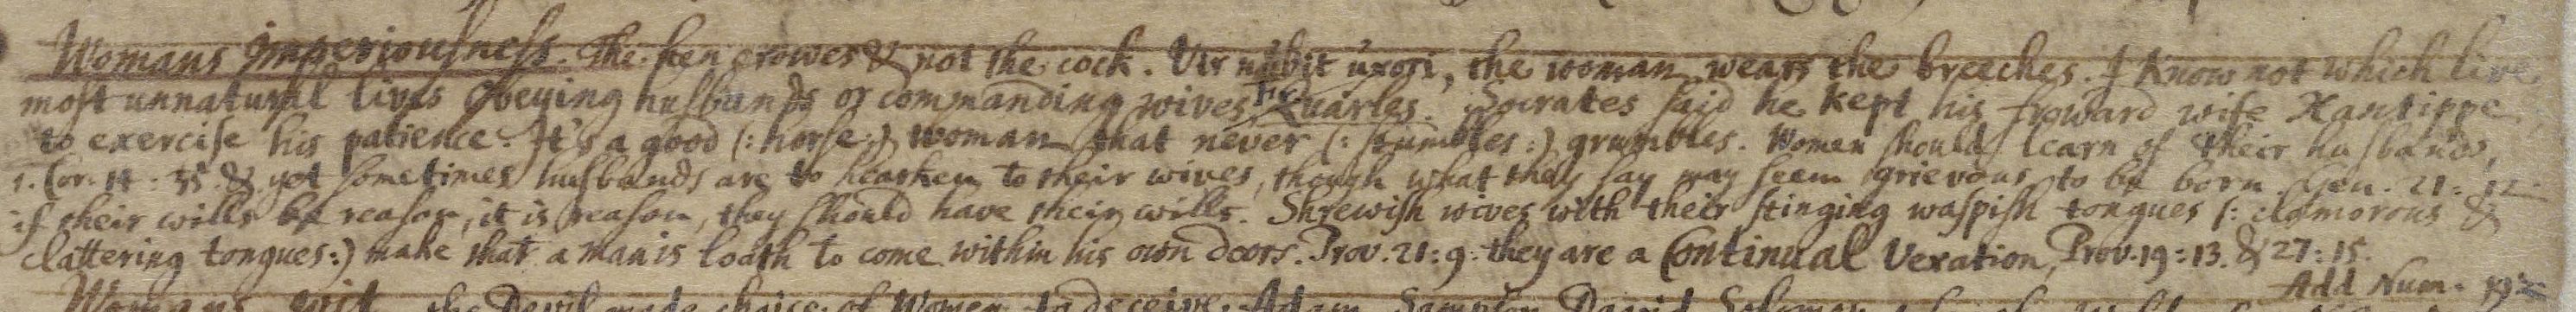 Womans Imperiousness. The hen crowes & not the cock. Vir nubit uxori, the woman wears the breeches. I know not which live
most unnatural lives Obeying husbands or commanding wives Quarles. Socrates said he kept his froward wife Xantippe,
to exercise his patience. It's a good (: horse :) woman that never (: stumbles :) grumbles. Women should learn of their husbands,
1. Cor. 14 : 35. & yet sometimes husbands are to hearken to their wives, though what they say may seem grievous to be born. Gen. 21 : 12.
if their wills be reason, it is reason, they should have their wills. Shrewish wives with their stinging waspish tongues (: clamorous &
clattering tongues :) make that a man is loath to come within his own doors. Prov. 21 : 9 : they are a Continual Vexation, Prov. 19 : 13. & 27 : 15.
Add Num.
Womans wit the Devil made choice of Women to deceive. Adam Sampson David Solomon